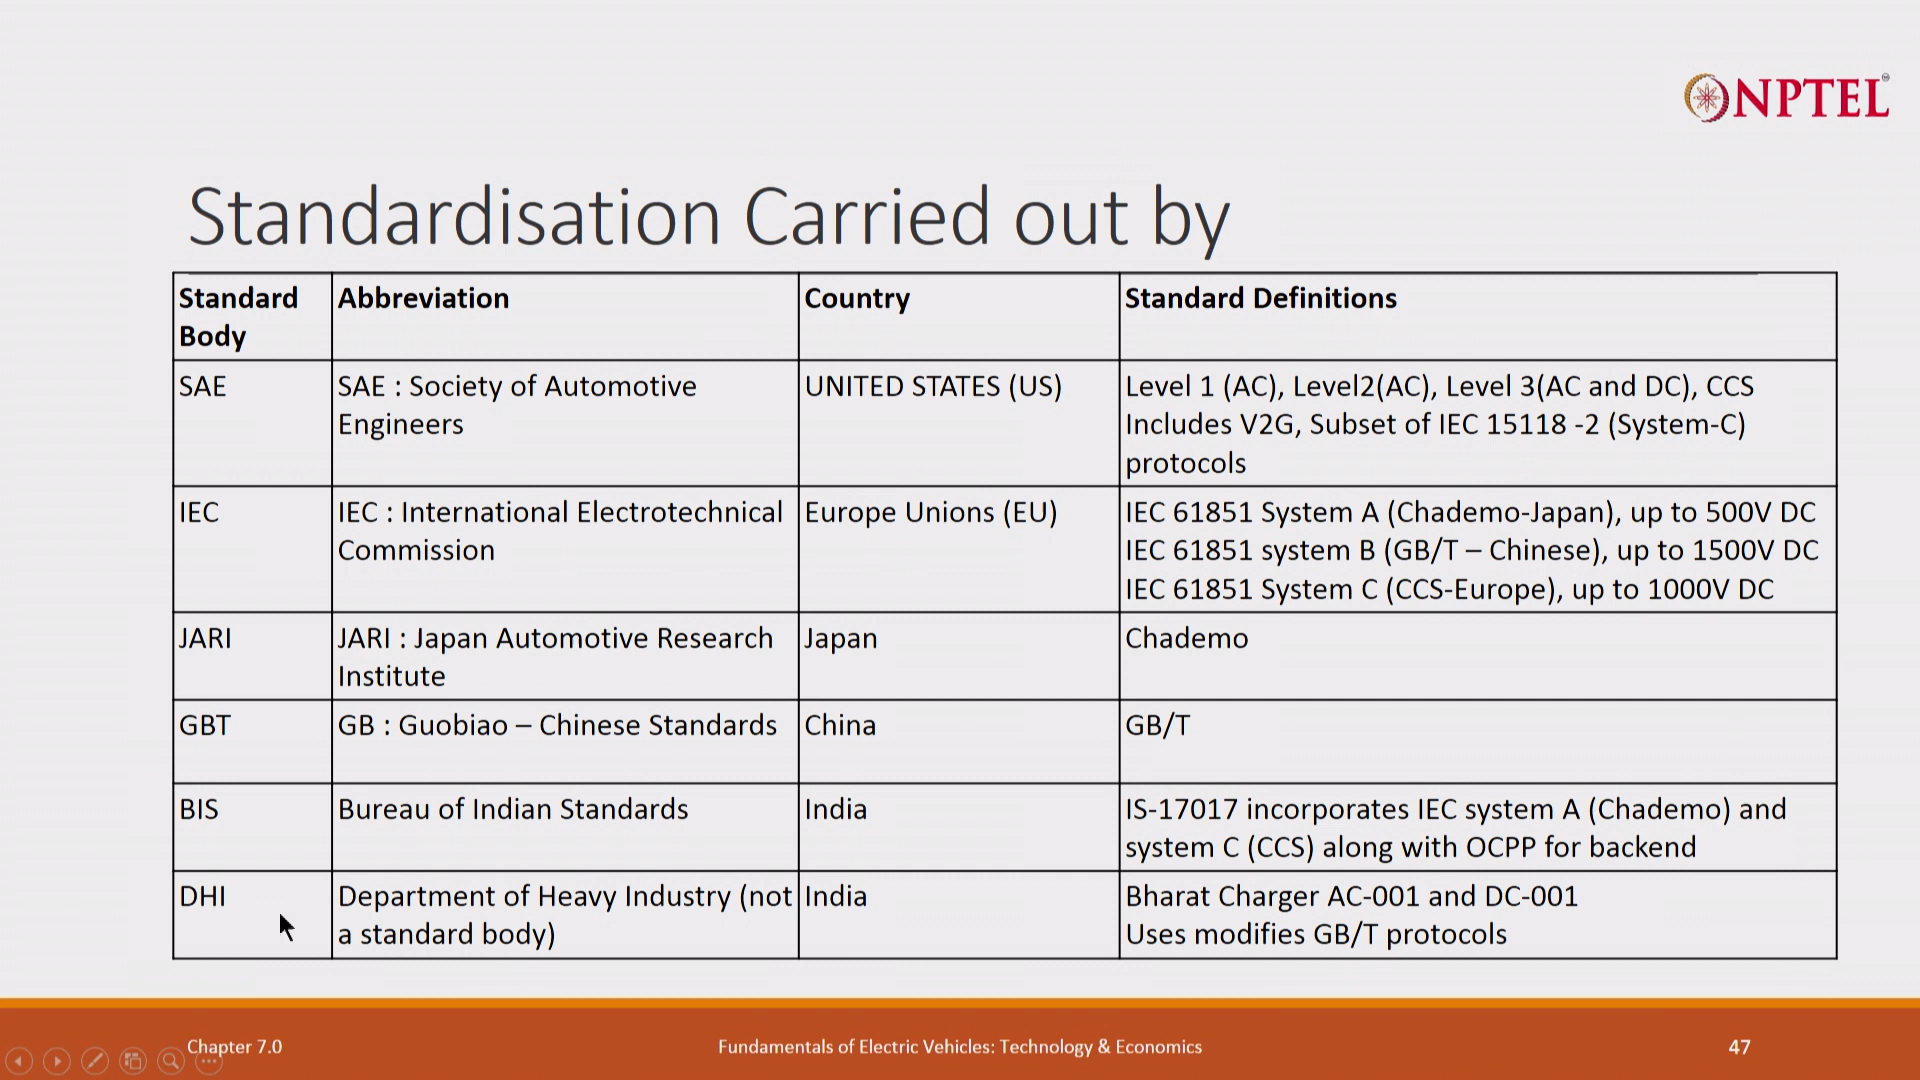 NPTEL
Standardisation Carried out by
Standard Body
Abbreviation
Country
Standard Definitions
SAE
SAE : Society of Automotive
Engineers
UNITED STATES (US)
Level 1 (AC), Level2(AC), Level 3(AC and DC), CCS
Includes V2G, Subset of IEC 15118 -2 (System-C)
protocols
IEC
IEC : International Electrotechnical
Commission
Europe Unions (EU)
IEC 61851 System A (Chademo-Japan), up to 500V DC
IEC 61851 system B (GB/T – Chinese), up to 1500V DC
IEC 61851 System C (CCS-Europe), up to 1000V DC
JARI
JARI : Japan Automotive Research
Institute
Japan
Chademo
GBT
GB : Guobiao – Chinese Standards
China
GB/T
BIS
Bureau of Indian Standards
India
IS-17017 incorporates IEC system A (Chademo) and
system C (CCS) along with OCPP for backend
DHI
Department of Heavy Industry (not
a standard body)
India
Bharat Charger AC-001 and DC-001
Uses modifies GB/T protocols
Chapter 7.0
Fundamentals of Electric Vehicles: Technology & Economics
47